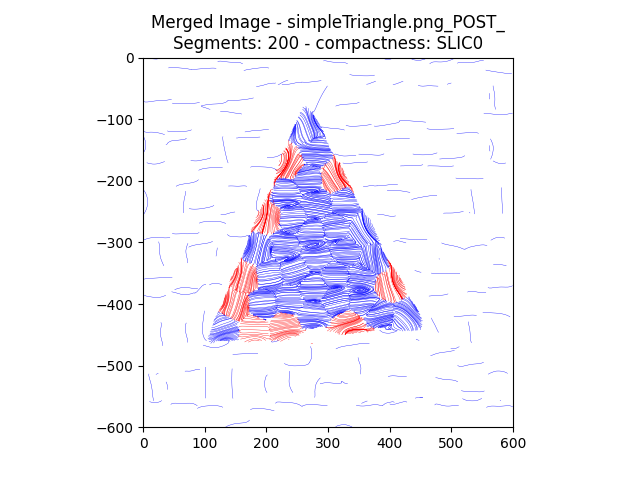 Merged Image - simpleTriangle.png_POST_
Segments: 200 - compactness: SLIC0
0
−100
−200
−300
−400
−500
−600
0 100 200 300 400 500 600